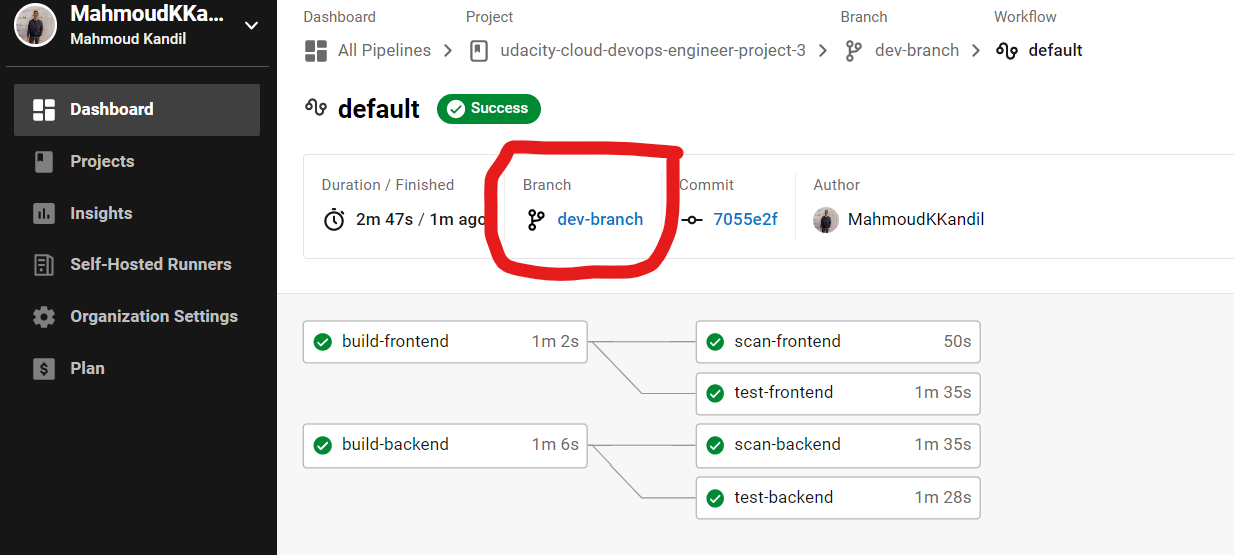 MahmoudKKa...
Mahmoud Kandil
Dashboard
Projects
Insights
Self-Hosted Runners
Organization Settings
Plan
Dashboard Project Branch Workflow
All Pipelines udacity-cloud-devops-engineer-project-3 dev-branch default
default Success
Duration / Finished Branch Commit Author
2m 47s / 1m ago dev-branch 7055e2f MahmoudKKandil
build-frontend 1m 2s scan-frontend 50s
test-frontend 1m 35s
build-backend 1m 6s scan-backend 1m 35s
test-backend 1m 28s